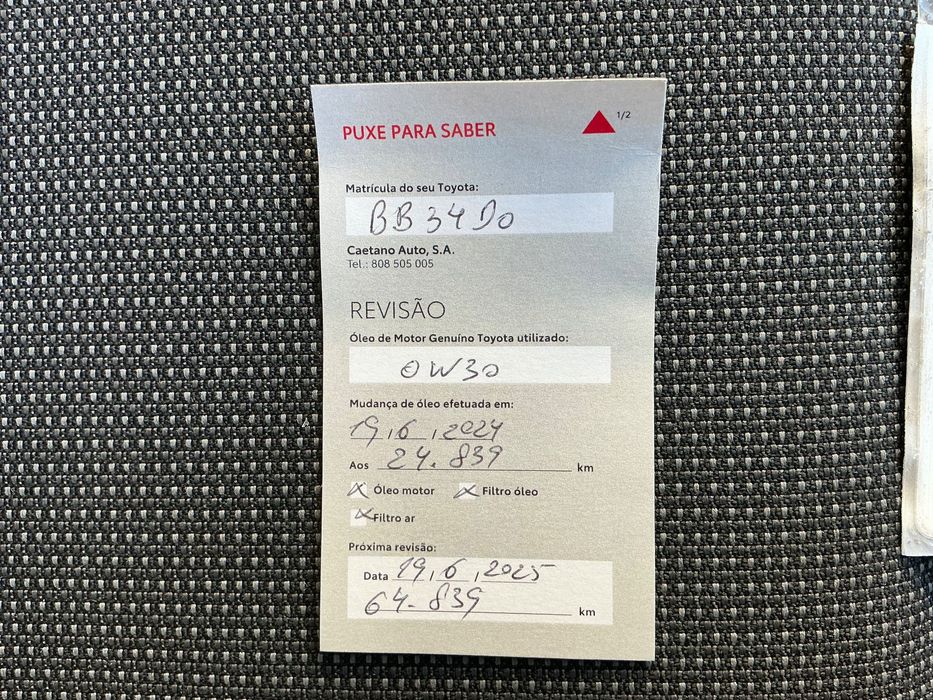 PUXE PARA SABER
1/2
Matrícula do seu Toyota:
BB34DO
Caetano Auto, S.A.
Tel.: 808 505 005
REVISÃO
Óleo de Motor Genuíno Toyota utilizado:
0W30
Mudança de óleo efetuada em:
19,6,2024
Aos 24.839 km
X Óleo motor X Filtro óleo
X Filtro ar
Próxima revisão:
Data 19,6,2025
64.839 km